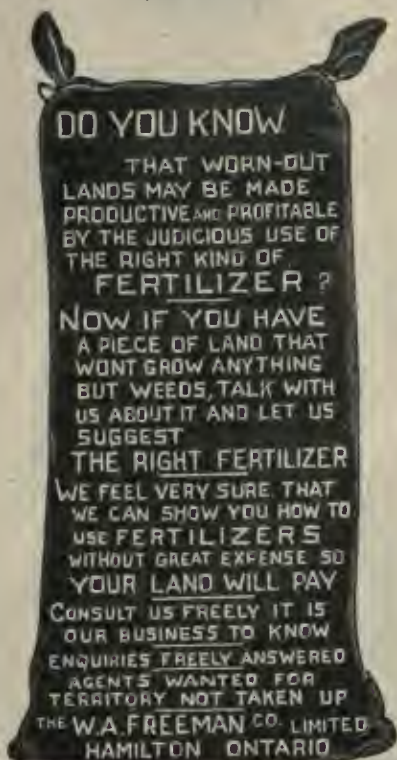 DO YOU KNOW
THAT WORN-OUT
LANDS MAY BE MADE
PRODUCTIVE AND PROFITABLE
BY THE JUDICIOUS USE OF
THE RIGHT KIND OF
FERTILIZER ?
NOW IF YOU HAVE
A PIECE OF LAND THAT
WONT GROW ANYTHING
BUT WEEDS, TALK WITH
US ABOUT IT AND LET US
SUGGEST
THE RIGHT FERTILIZER
WE FEEL VERY SURE THAT
WE CAN SHOW YOU HOW TO
USE FERTILIZERS
WITHOUT GREAT EXPENSE SO
YOUR LAND WILL PAY
CONSULT US FREELY IT IS
OUR BUSINESS TO KNOW
ENQUIRIES FREELY ANSWERED
AGENTS WANTED FOR
TERRITORY NOT TAKEN UP
THE W.A. FREEMAN CO. LIMITED
HAMILTON ONTARIO